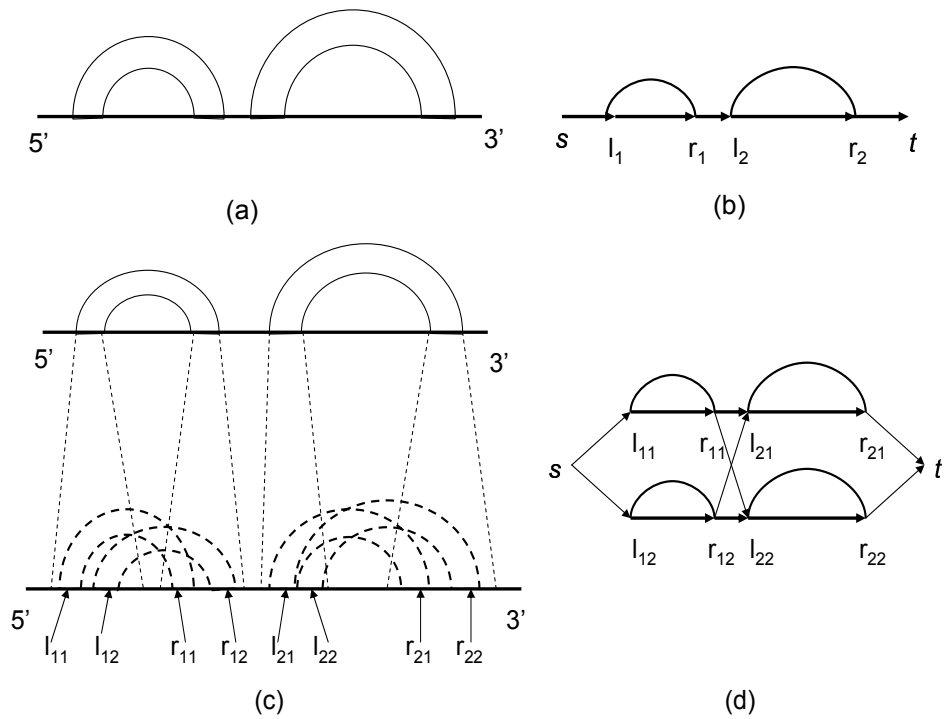 5’ 3’
(a)
s l₁ r₁ l₂ r₂ t
(b)
5’ 3’
5’ 3’
l₁₁ l₁₂ r₁₁ r₁₂ l₂₁ l₂₂ r₂₁ r₂₂
(c)
l₁₁ r₁₁ l₂₁ r₂₁
s t
l₁₂ r₁₂ l₂₂ r₂₂
(d)